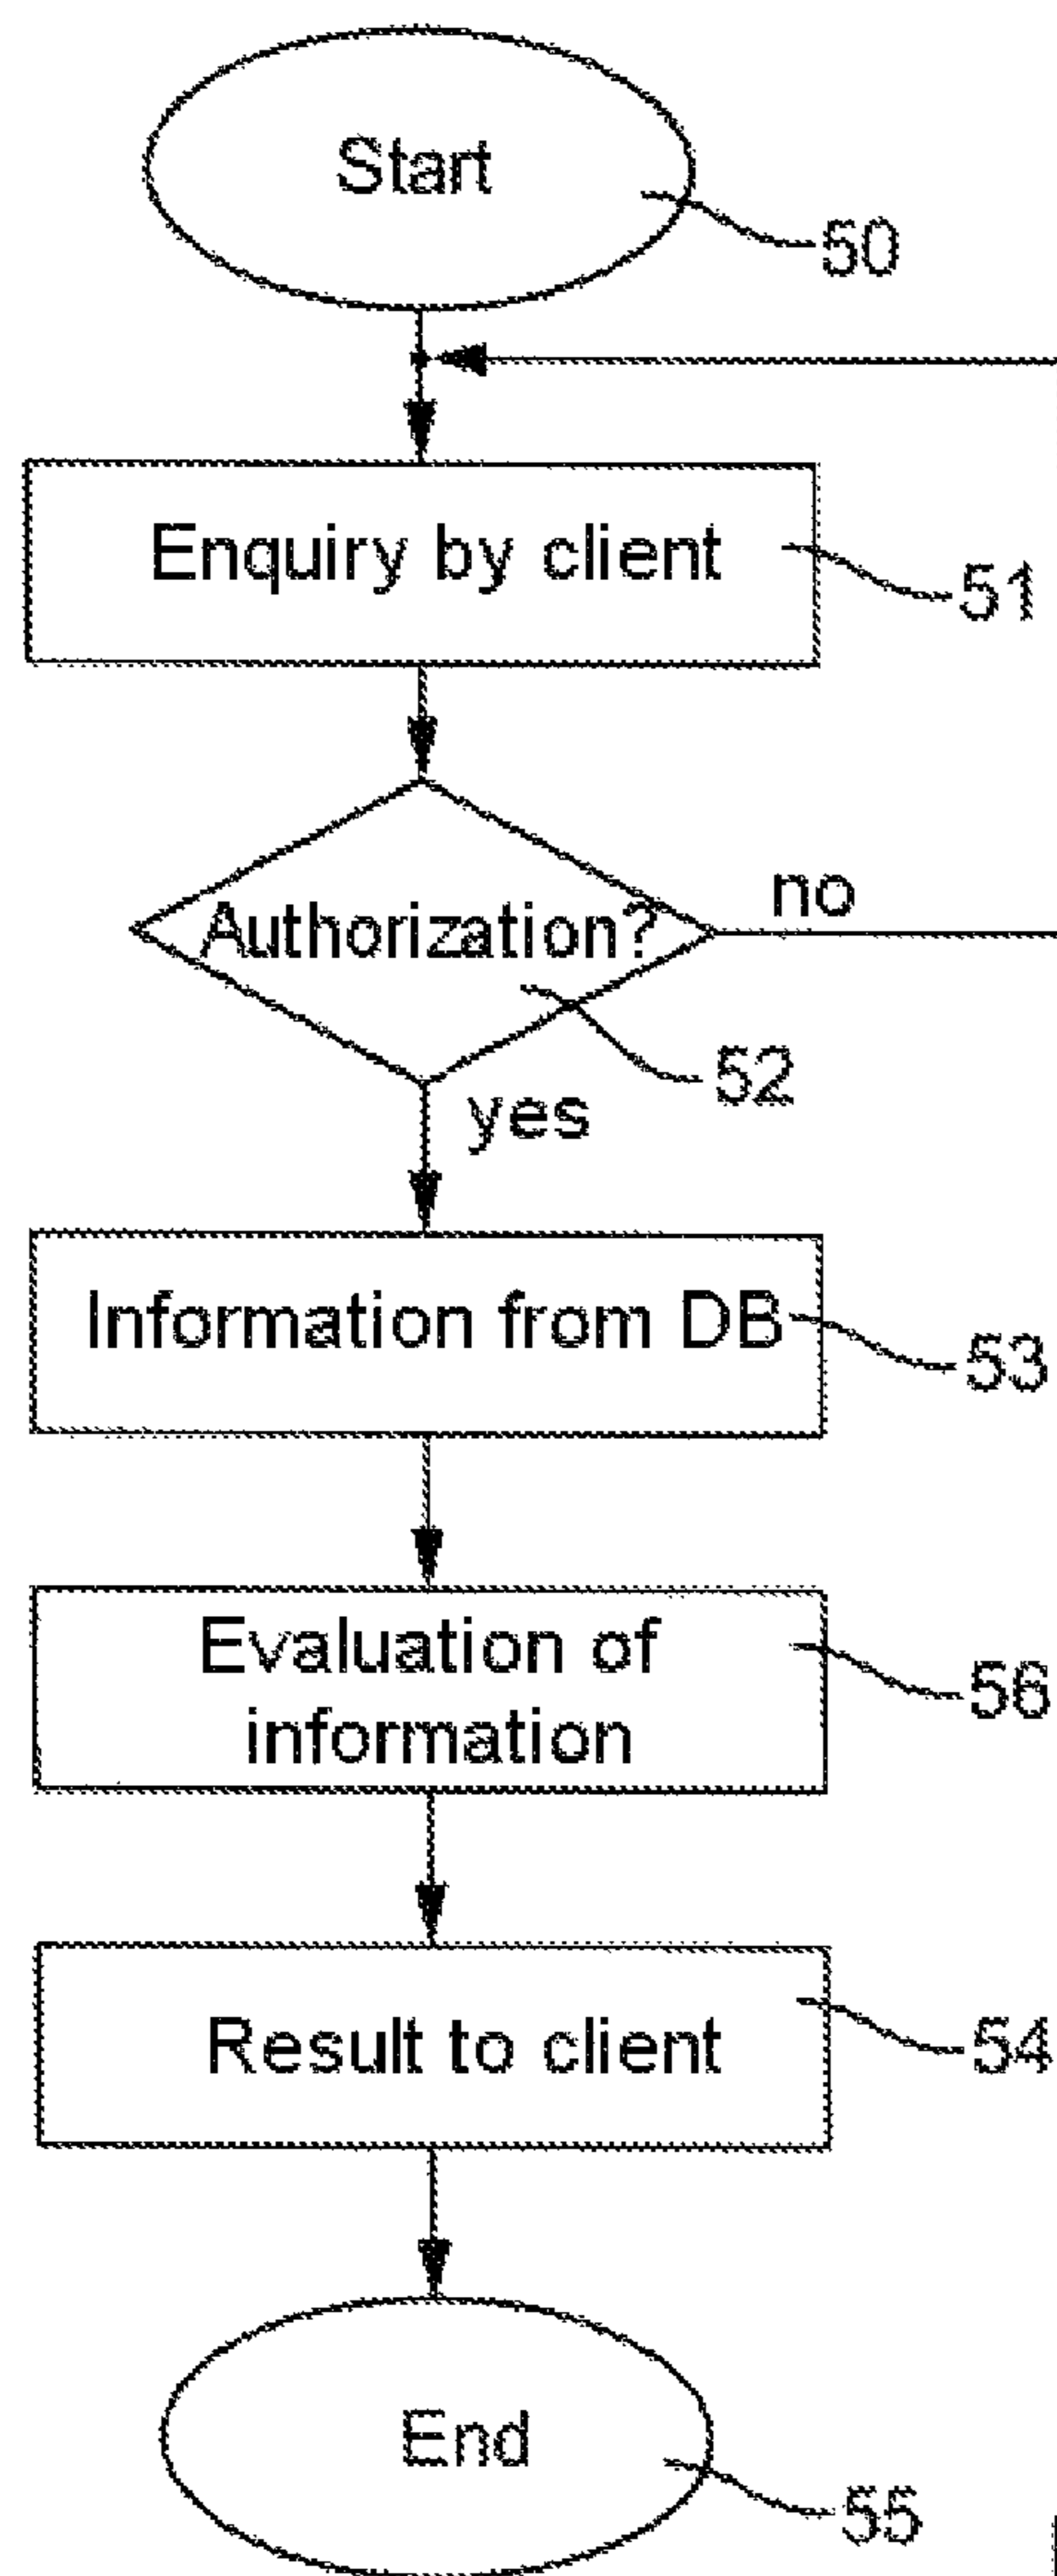 Start
50
Enquiry by client
51
Authorization?
no
52
yes
Information from DB
53
Evaluation of
information
56
Result to client
54
End
55